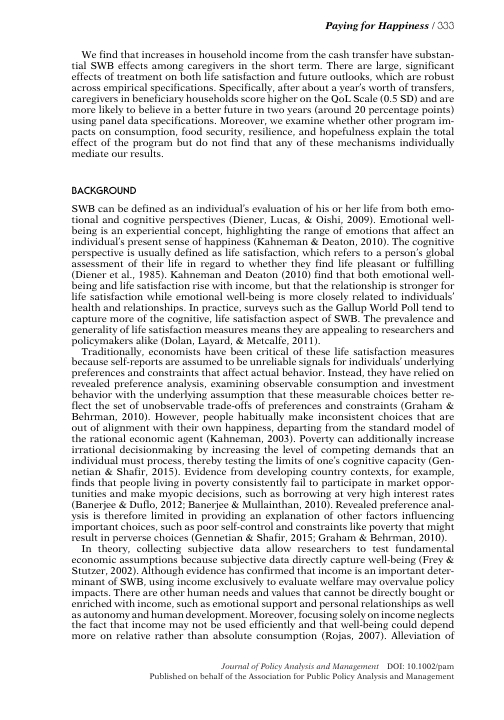 Paying for Happiness / 333
We find that increases in household income from the cash transfer have substan-
tial SWB effects among caregivers in the short term. There are large, significant
effects of treatment on both life satisfaction and future outlooks, which are robust
across empirical specifications. Specifically, after about a year's worth of transfers,
caregivers in beneficiary households score higher on the QoL Scale (0.5 SD) and are
more likely to believe in a better future in two years (around 20 percentage points)
using panel data specifications. Moreover, we examine whether other program im-
pacts on consumption, food security, resilience, and hopefulness explain the total
effect of the program but do not find that any of these mechanisms individually
mediate our results.
BACKGROUND
SWB can be defined as an individual's evaluation of his or her life from both emo-
tional and cognitive perspectives (Diener, Lucas, & Oishi, 2009). Emotional well-
being is an experiential concept, highlighting the range of emotions that affect an
individual's present sense of happiness (Kahneman & Deaton, 2010). The cognitive
perspective is usually defined as life satisfaction, which refers to a person's global
assessment of their life in regard to whether they find life pleasant or fulfilling
(Diener et al., 1985). Kahneman and Deaton (2010) find that both emotional well-
being and life satisfaction rise with income, but that the relationship is stronger for
life satisfaction while emotional well-being is more closely related to individuals'
health and relationships. In practice, surveys such as the Gallup World Poll tend to
capture more of the cognitive, life satisfaction aspect of SWB. The prevalence and
generality of life satisfaction measures means they are appealing to researchers and
policymakers alike (Dolan, Layard, & Metcalfe, 2011).
Traditionally, economists have been critical of these life satisfaction measures
because self-reports are assumed to be unreliable signals for individuals' underlying
preferences and constraints that affect actual behavior. Instead, they have relied on
revealed preference analysis, examining observable consumption and investment
behavior with the underlying assumption that these measurable choices better re-
flect the set of unobservable trade-offs of preferences and constraints (Graham &
Behrman, 2010). However, people habitually make inconsistent choices that are
out of alignment with their own happiness, departing from the standard model of
the rational economic agent (Kahneman, 2003). Poverty can additionally increase
irrational decisionmaking by increasing the level of competing demands that an
individual must process, thereby testing the limits of one's cognitive capacity (Gen-
netian & Shafir, 2015). Evidence from developing country contexts, for example,
finds that people living in poverty consistently fail to participate in market oppor-
tunities and make myopic decisions, such as borrowing at very high interest rates
(Banerjee & Duflo, 2012; Banerjee & Mullainthan, 2010). Revealed preference anal-
ysis is therefore limited in providing an explanation of other factors influencing
important choices, such as poor self-control and constraints like poverty that might
result in perverse choices (Gennetian & Shafir, 2015; Graham & Behrman, 2010).
In theory, collecting subjective data allow researchers to test fundamental
economic assumptions because subjective data directly capture well-being (Frey &
Stutzer, 2002). Although evidence has confirmed that income is an important deter-
minant of SWB, using income exclusively to evaluate welfare may overvalue policy
impacts. There are other human needs and values that cannot be directly bought or
enriched with income, such as emotional support and personal relationships as well
as autonomy and human development. Moreover, focusing solely on income neglects
the fact that income may not be used efficiently and that well-being could depend
more on relative rather than absolute consumption (Rojas, 2007). Alleviation of
Journal of Policy Analysis and Management DOI: 10.1002/pam
Published on behalf of the Association for Public Policy Analysis and Management